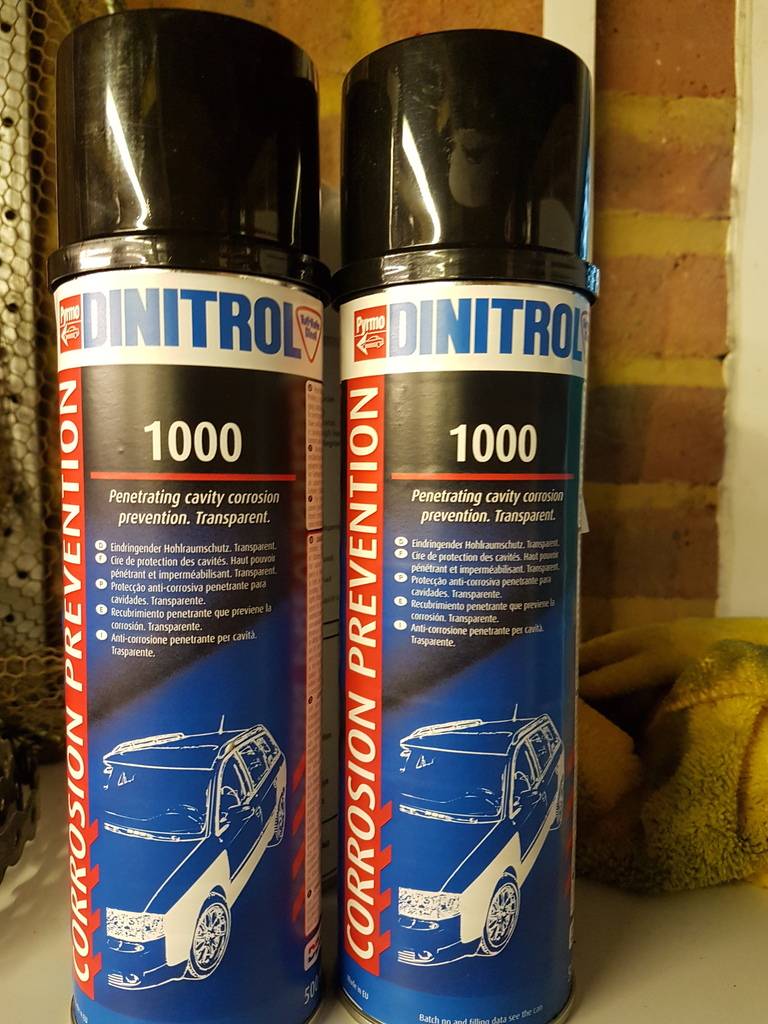 Pyrmo
DINITROL
CORROSION PREVENTION
1000
Penetrating cavity corrosion
prevention. Transparent.
D Eindringender Hohlraumschutz. Transparent.
F Cire de protection des cavités. Haut pouvoir
pénétrant et imperméabilisant. Transparent.
P Protecção anti-corrosiva penetrante para
cavidades. Transparente.
E Recubrimiento penetrante que previene la
corrosión. Transparente.
I Anti-corrosione penetrante per cavità.
Trasparente.
500
Pyrmo
DINITROL
CORROSION PREVENTION
1000
Penetrating cavity corrosion
prevention. Transparent.
D Eindringender Hohlraumschutz. Transparent.
F Cire de protection des cavités. Haut pouvoir
pénétrant et imperméabilisant. Transparent.
P Protecção anti-corrosiva penetrante para
cavidades. Transparente.
E Recubrimiento penetrante que previene la
corrosión. Transparente.
I Anti-corrosione penetrante per cavità.
Trasparente.
Made in EU
Batch no and filling data see the can